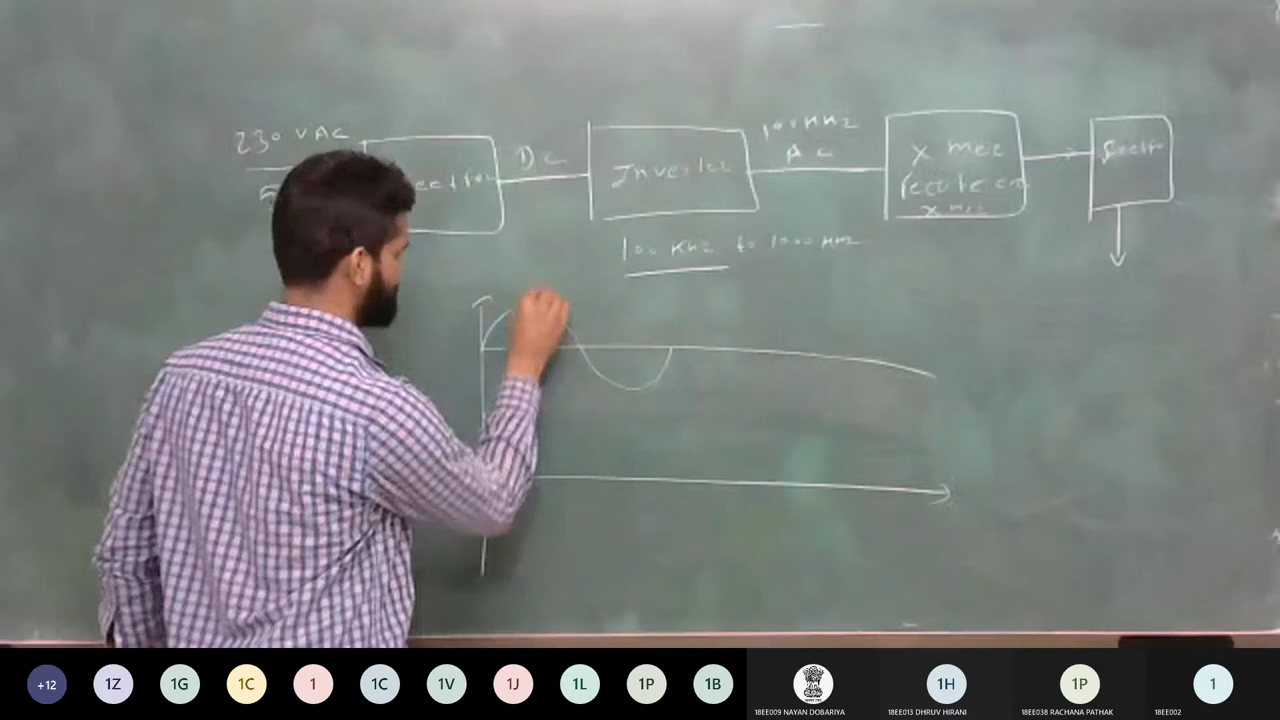 230 VAC
DC
Inverter
100 KHz
AC
X mer
100 KHz to 1000 KHz
+12
1Z
1G
1C
1
1C
1V
1J
1L
1P
1B
1H
1P
1
18EE009 NAYAN DOBARIYA
18EE013 DHRUV HIRANI
18EE038 RACHANA PATHAK
18EE002